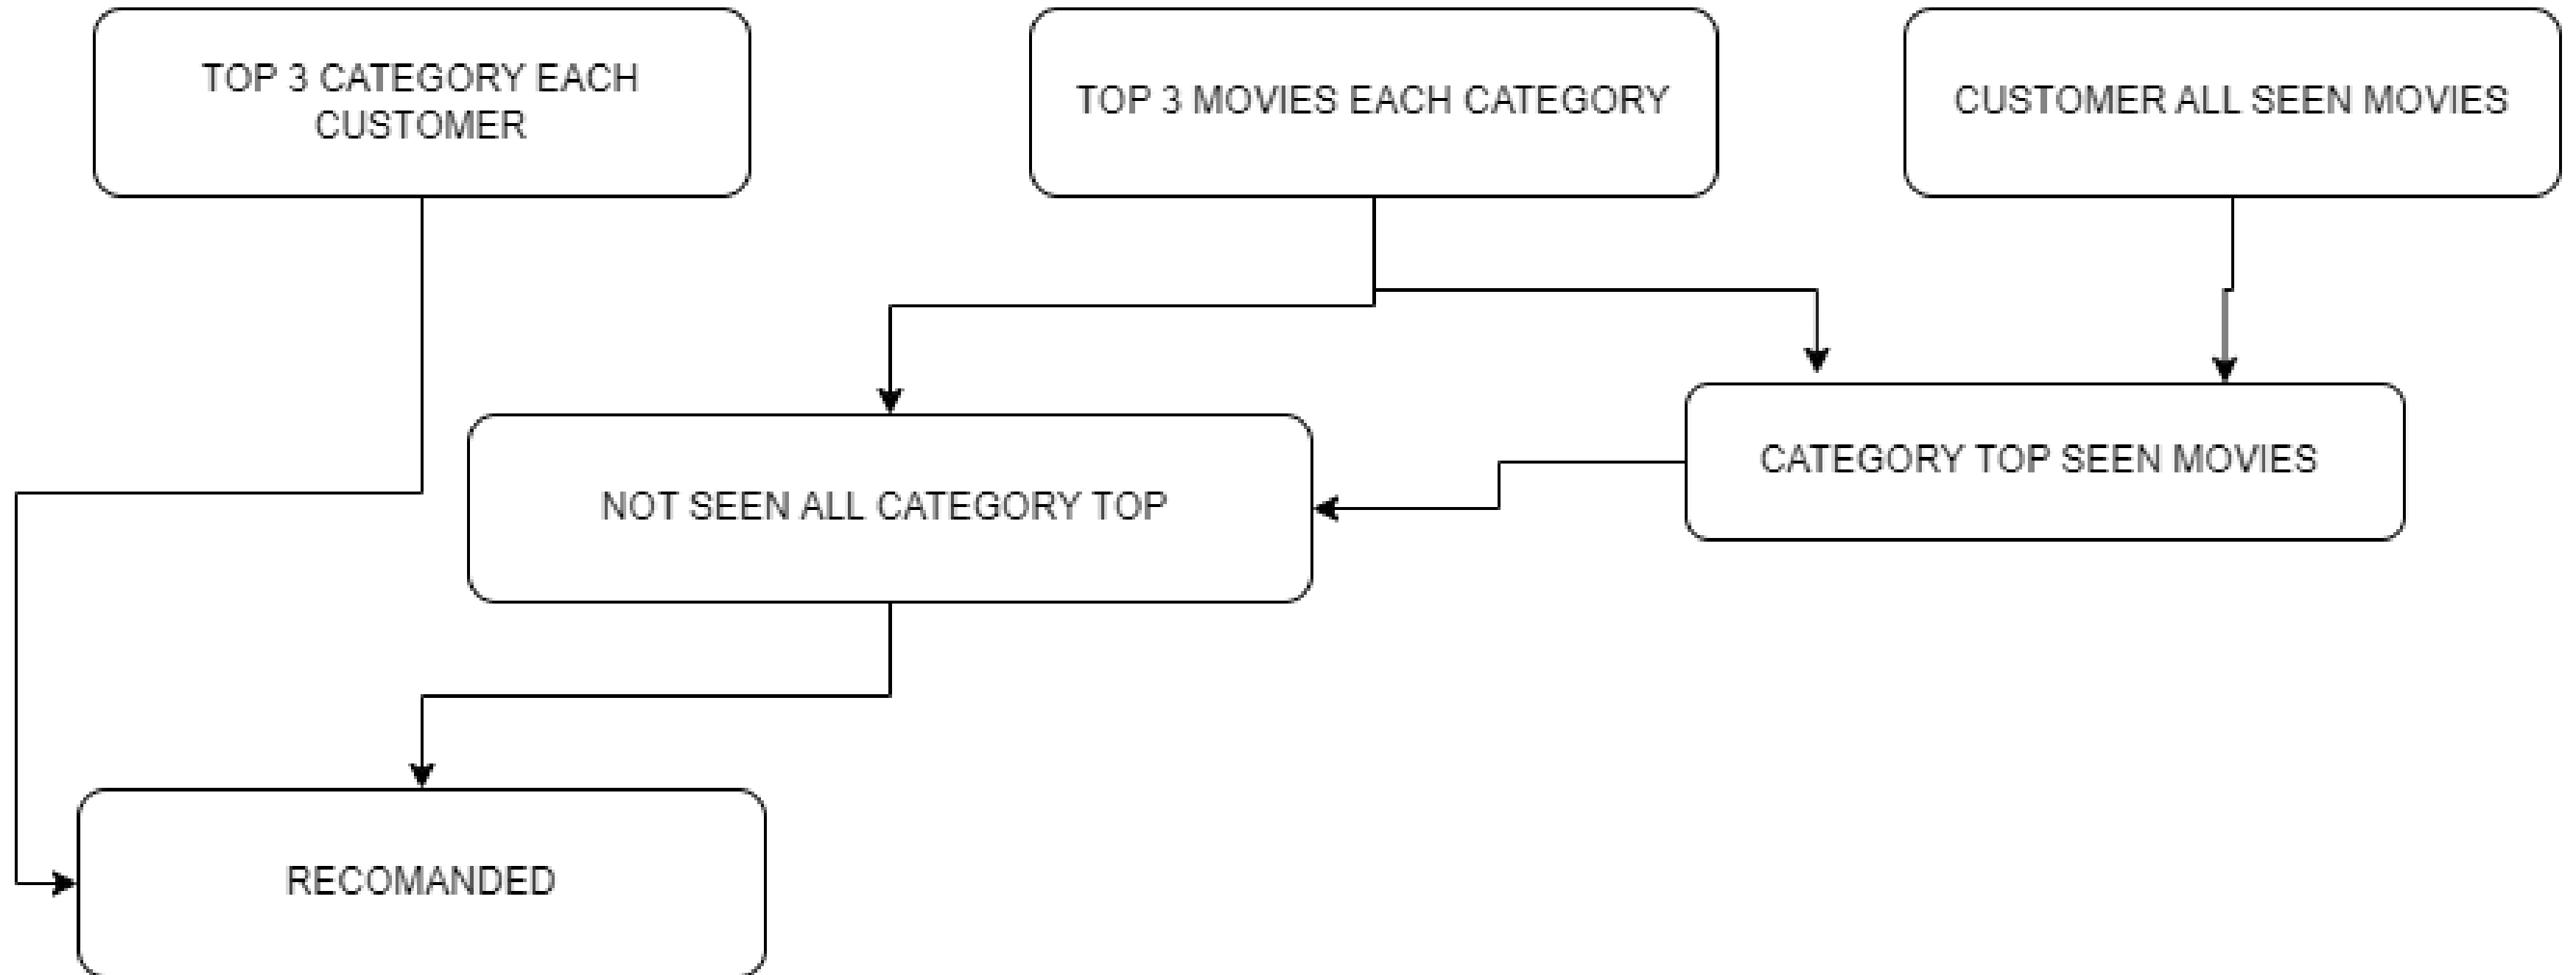 TOP 3 CATEGORY EACH
CUSTOMER
TOP 3 MOVIES EACH CATEGORY
CUSTOMER ALL SEEN MOVIES
CATEGORY TOP SEEN MOVIES
NOT SEEN ALL CATEGORY TOP
RECOMANDED